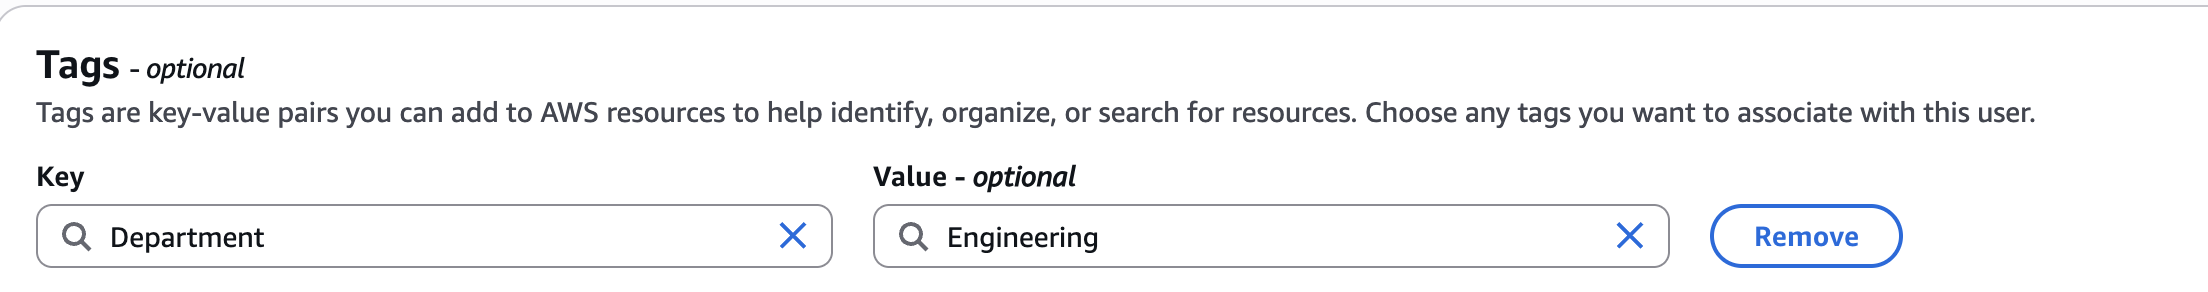 Tags - optional
Tags are key-value pairs you can add to AWS resources to help identify, organize, or search for resources. Choose any tags you want to associate with this user.
Key
Value - optional
Department
Engineering
Remove